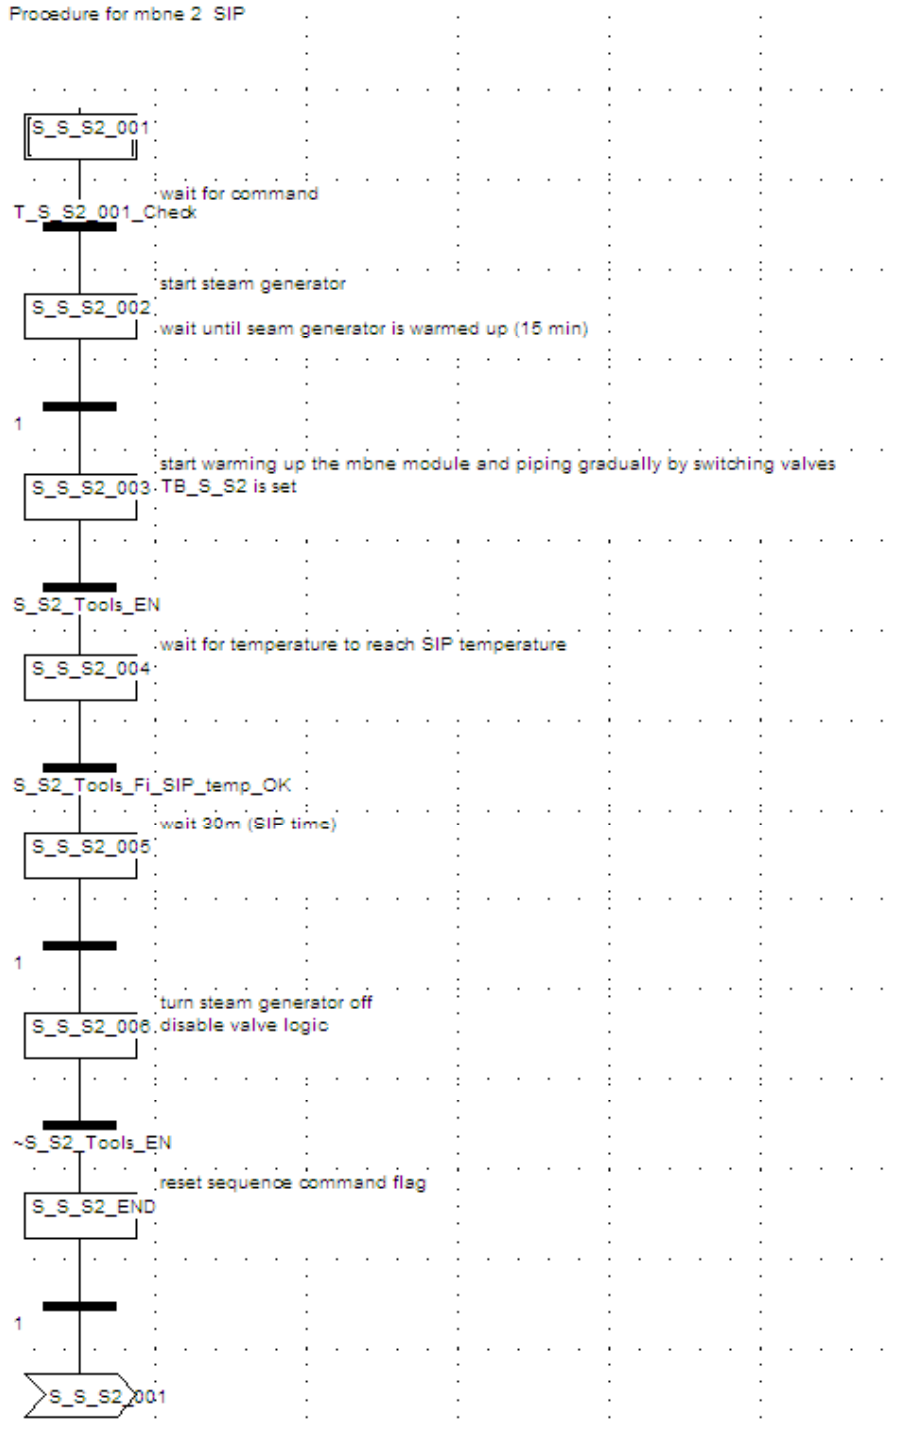 Procedure for mbne 2 SIP
S_S_S2_001
wait for command
T_S_S2_001_Check
start steam generator
S_S_S2_002
wait until seam generator is warmed up (15 min)
1
start warming up the mbne module and piping gradually by switching valves
S_S_S2_003 TB_S_S2 is set
S_S2_Tools_EN
wait for temperature to reach SIP temperature
S_S_S2_004
S_S2_Tools_Fi_SIP_temp_OK
wait 30m (SIP time)
S_S_S2_005
1
turn steam generator off
S_S_S2_006 disable valve logic
~S_S2_Tools_EN
reset sequence command flag
S_S_S2_END
1
S_S_S2_001